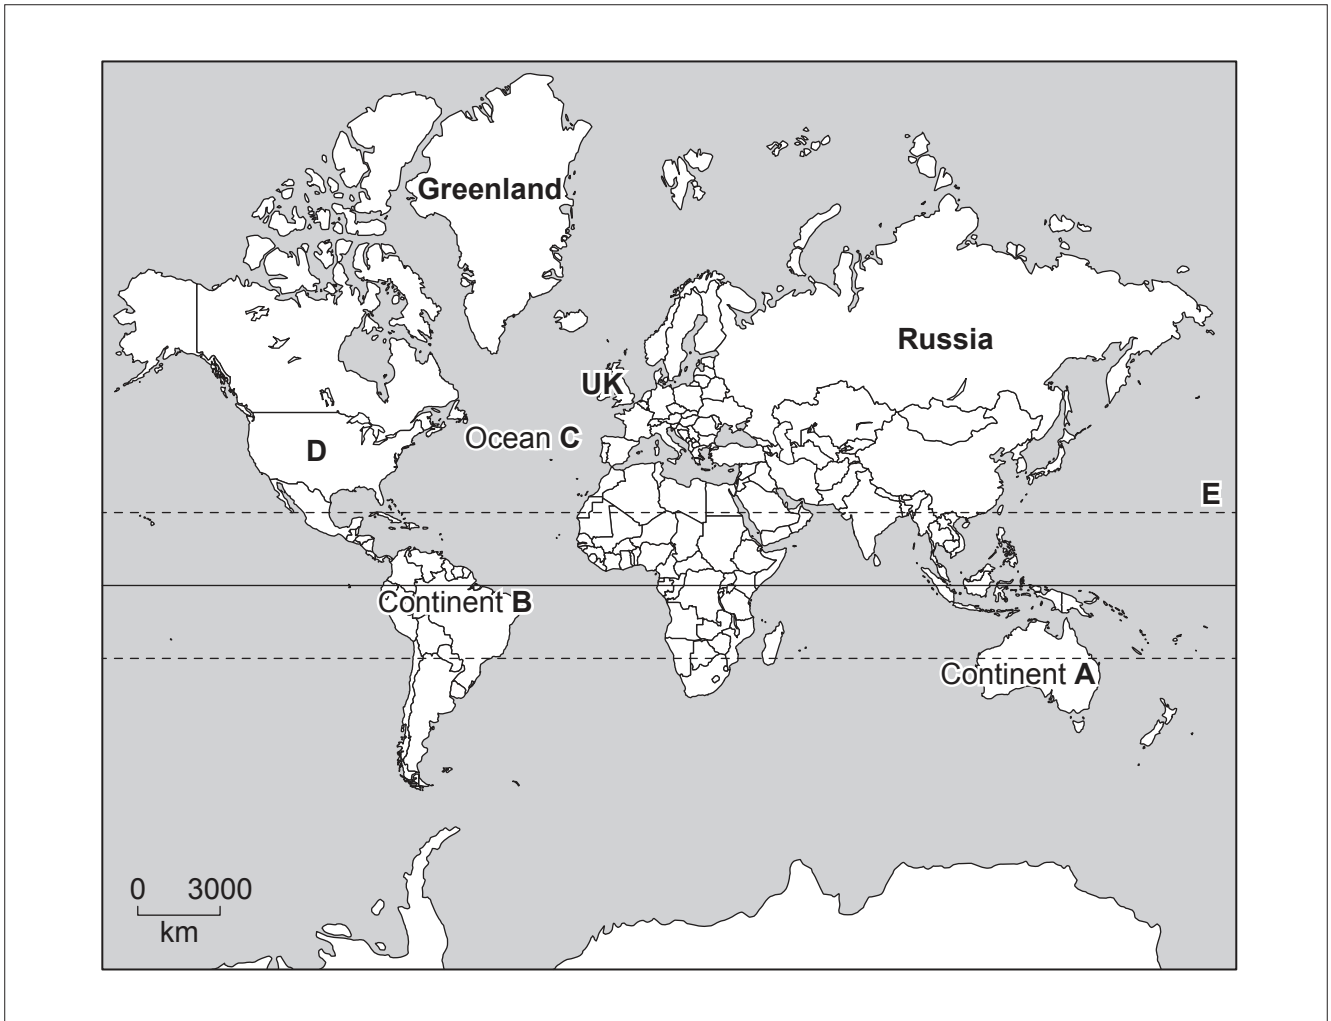 Greenland
Russia
UK
Ocean C
D
E
Continent B
Continent A
0 3000
km